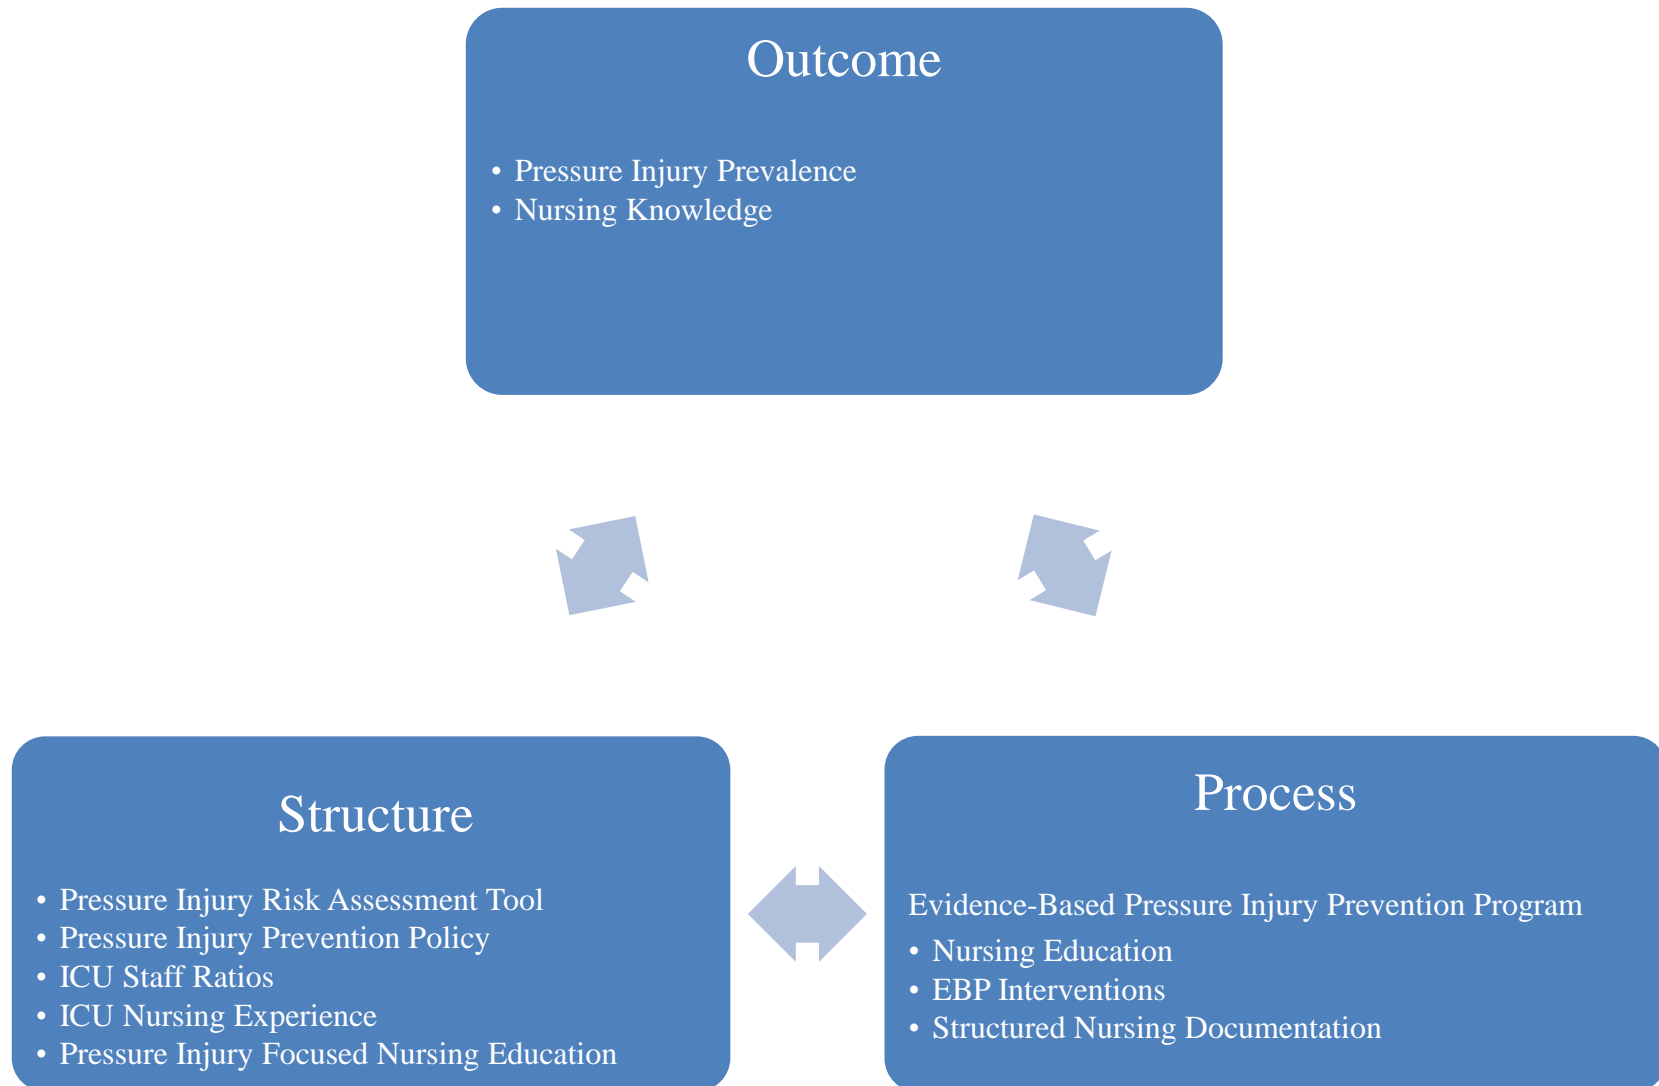 Outcome
• Pressure Injury Prevalence
• Nursing Knowledge
Structure
• Pressure Injury Risk Assessment Tool
• Pressure Injury Prevention Policy
• ICU Staff Ratios
• ICU Nursing Experience
• Pressure Injury Focused Nursing Education
Process
Evidence-Based Pressure Injury Prevention Program
• Nursing Education
• EBP Interventions
• Structured Nursing Documentation